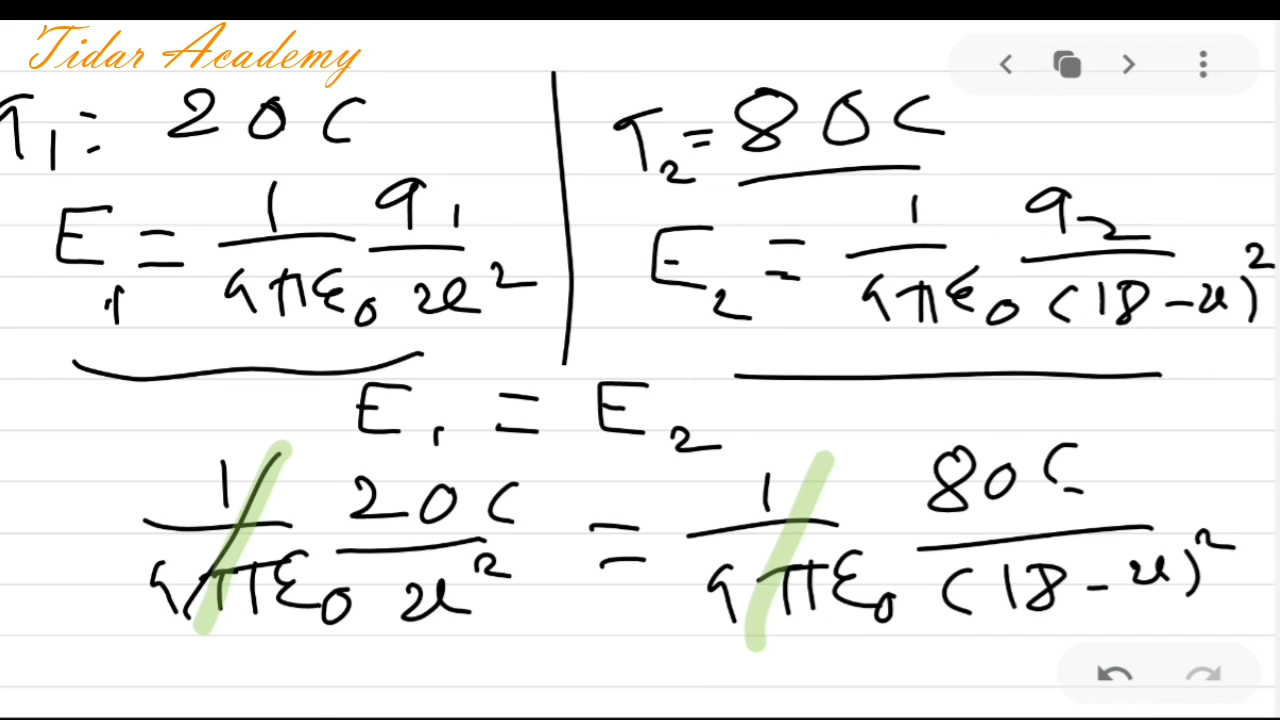 Tidar Academy
q₁ = 20 C
q₂ = 80 C
E₁ = 1/4πε₀ q₁/x²
E₂ = 1/4πε₀ q₂/(18-x)²
E₁ = E₂
1/4πε₀ 20 C/x² = 1/4πε₀ 80 C/(18-x)²